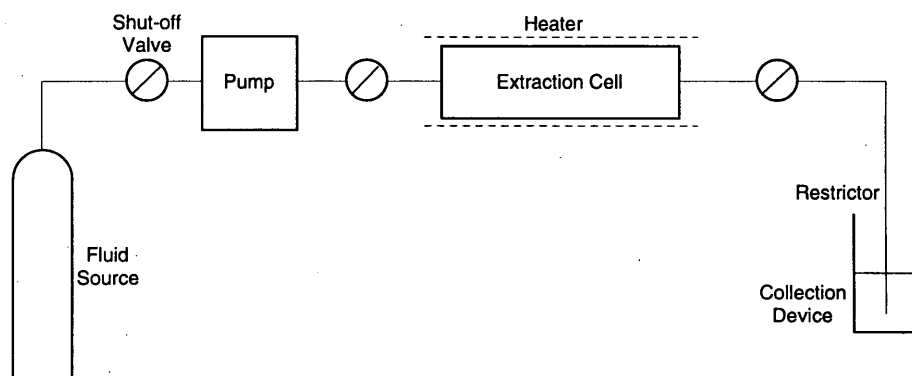 Shut-off
Valve
Heater
Pump
Extraction Cell
Restrictor
Fluid
Source
Collection
Device